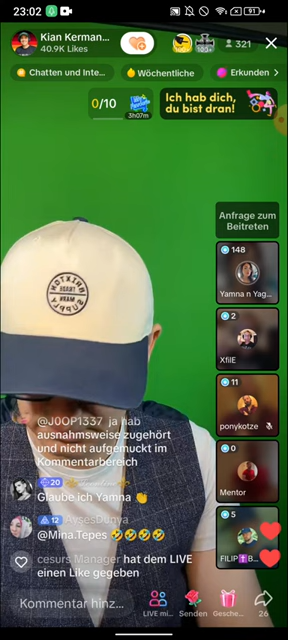 23:02
91
Kian Kerman...
40.9K Likes
321
Chatten und Inte...
Wöchentliche
Erkunden
0/10
3h07m
Ich hab dich,
du bist dran!
Anfrage zum
Beitreten
148
Yamna n Yag...
2
XfilE
11
ponykotze
0
Mentor
5
FILIP✝️B...
@J0OP1337 ja hab
ausnahmsweise zugehört
und nicht aufgemuckt im
Kommentarbereich
20
Glaube ich Yamna 👏
12 AysesDunya
@Mina.Tepes 🤣🤣🤣🤣
cesurs Manager hat dem LIVE
einen Like gegeben
Kommentar hinz...
LIVE mi...
Senden
Gesche...
26